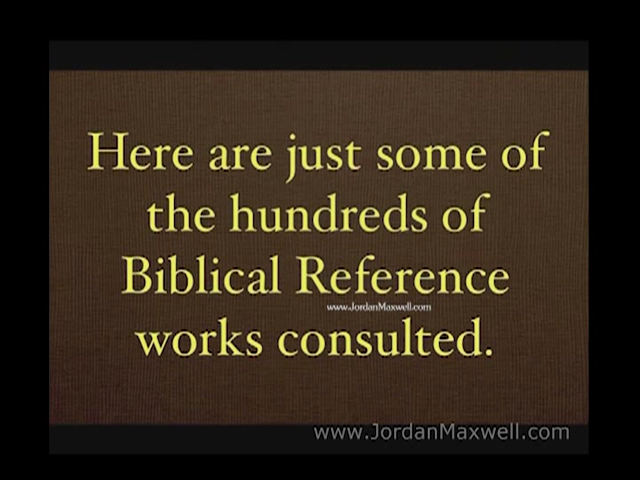 Here are just some of
the hundreds of
Biblical Reference
www.JordanMaxwell.com
works consulted.
www.JordanMaxwell.com